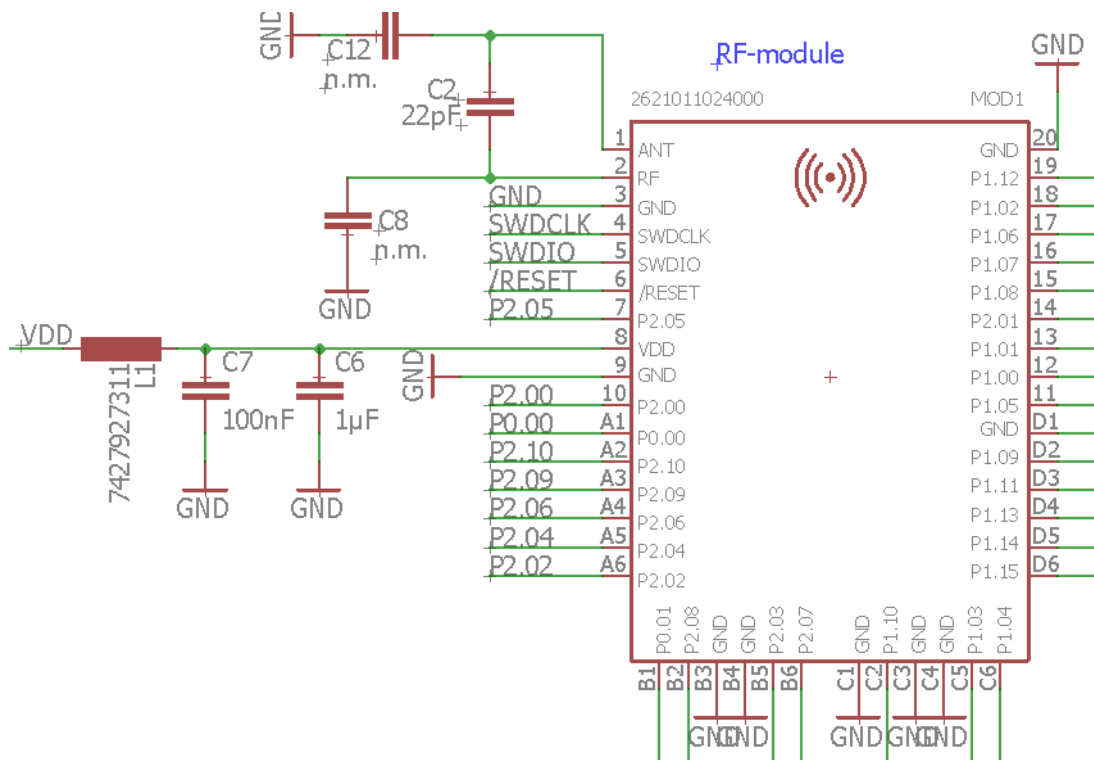 GND
C12
n.m.
RF-module
GND
C2
22pF
2621011024000
MOD1
1
ANT
2
RF
GND
3
GND
SWDCLK
4
SWDCLK
SWDIO
5
SWDIO
/RESET
6
/RESET
P2.05
7
P2.05
8
VDD
9
GND
P2.00
10
P2.00
P0.00
A1
P0.00
P2.10
A2
P2.10
P2.09
A3
P2.09
P2.06
A4
P2.06
P2.04
A5
P2.04
P2.02
A6
P2.02
C8
n.m.
GND
VDD
L1
7427927311
C7
100nF
GND
C6
1µF
GND
GND
GND
20
P1.12
19
P1.02
18
P1.06
17
P1.07
16
P1.08
15
P2.01
14
P1.01
13
P1.00
12
P1.05
11
GND
D1
P1.09
D2
P1.11
D3
P1.13
D4
P1.14
D5
P1.15
D6
P0.01
P2.08
GND
GND
P2.03
P2.07
GND
P1.10
GND
GND
P1.03
P1.04
B1
B2
B3
B4
B5
B6
C1
C2
C3
C4
C5
C6
GND
GND
GND
GND
GND